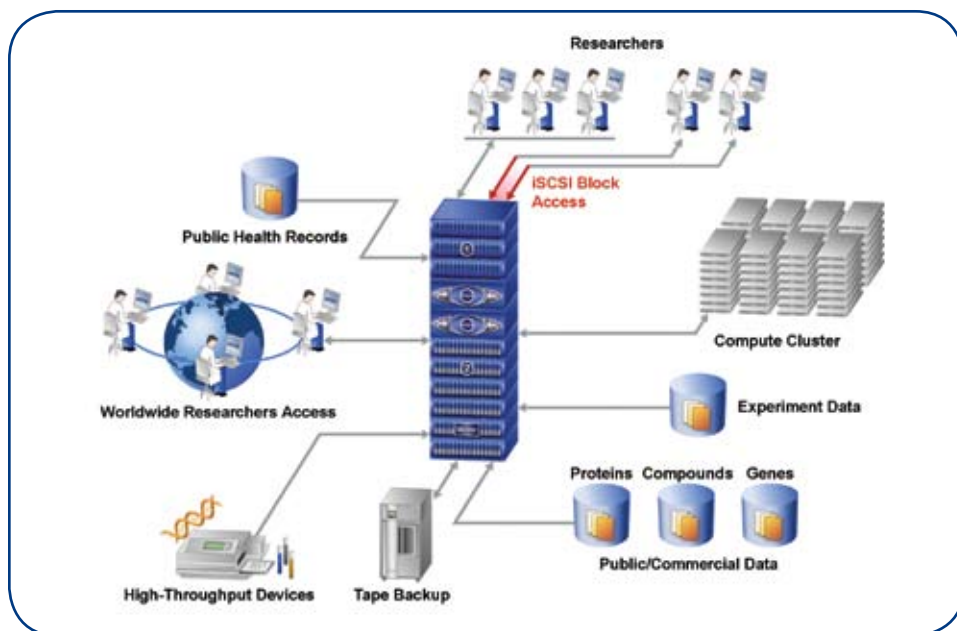 Researchers
iSCSI Block
Access
Public Health Records
Compute Cluster
Worldwide Researchers Access
Experiment Data
Proteins Compounds Genes
Public/Commercial Data
High-Throughput Devices
Tape Backup